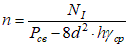 n = N_I / (P_св − 8d² · hγ_ср)